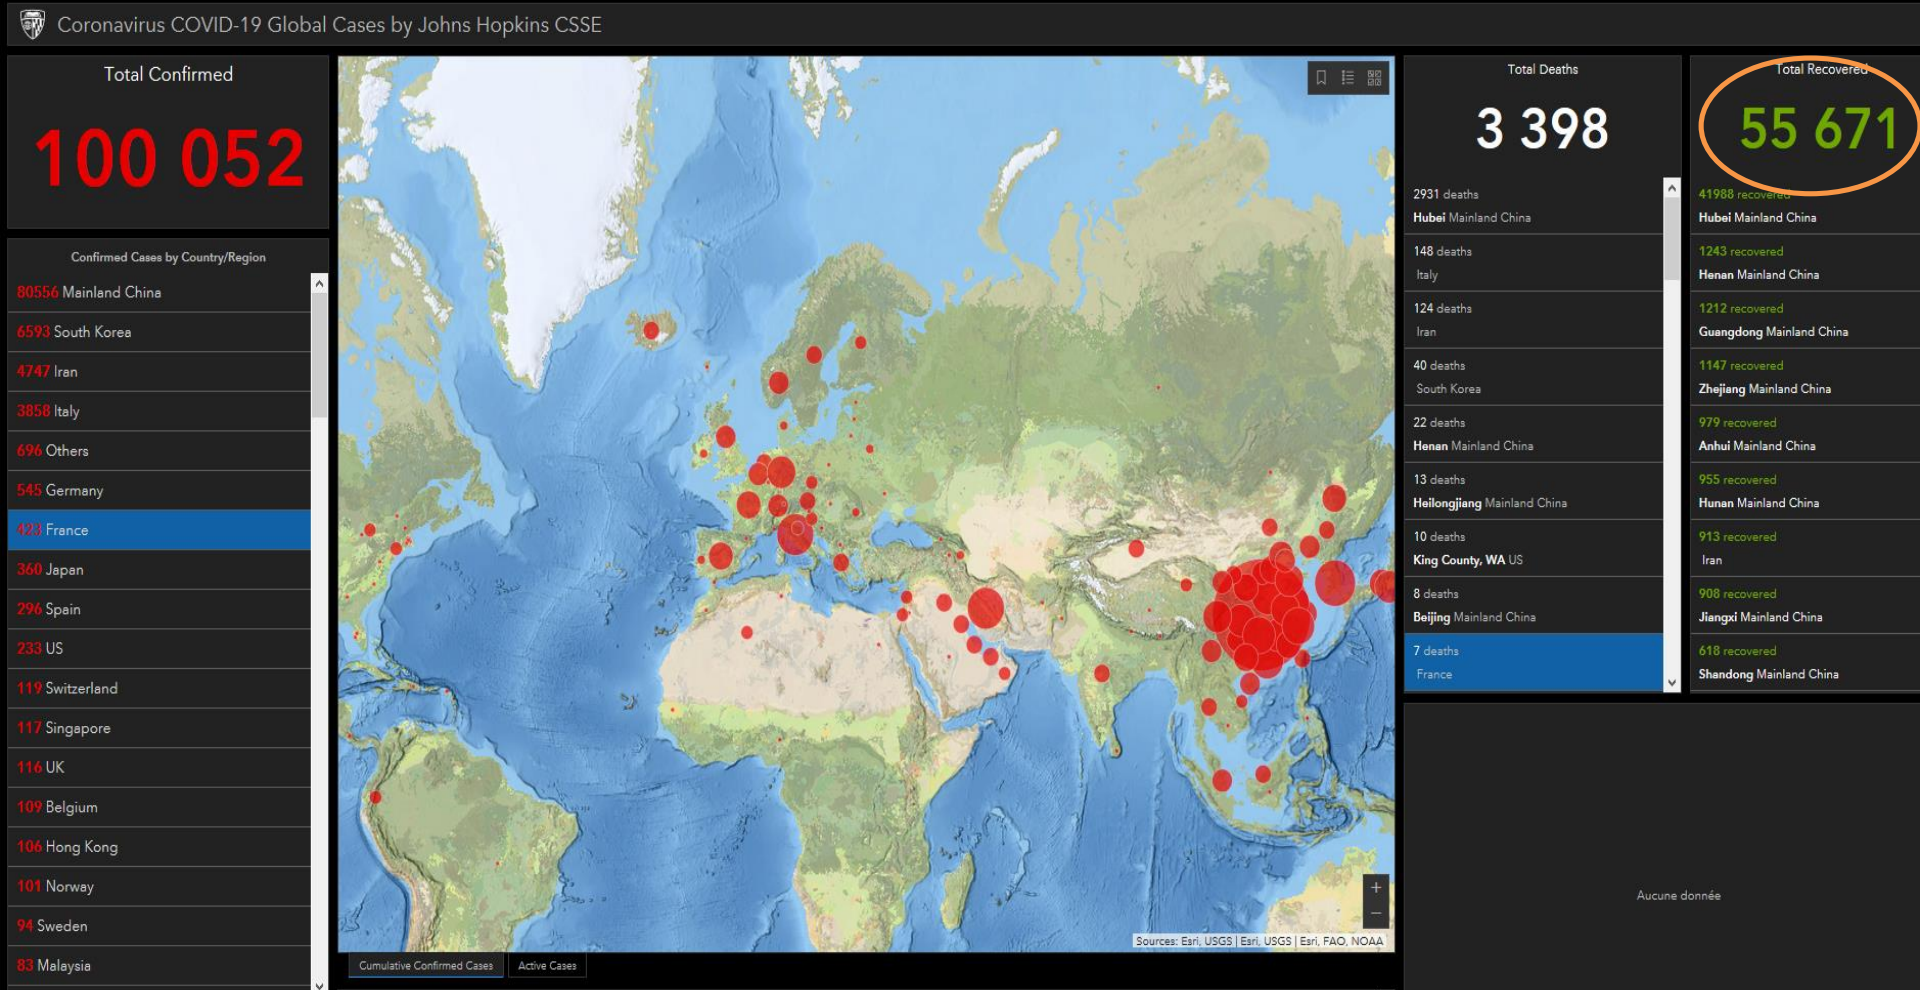 Coronavirus COVID-19 Global Cases by Johns Hopkins CSSE
Total Confirmed
100 052
Confirmed Cases by Country/Region
80556 Mainland China
6593 South Korea
4747 Iran
3858 Italy
696 Others
545 Germany
423 France
360 Japan
296 Spain
233 US
119 Switzerland
117 Singapore
116 UK
109 Belgium
106 Hong Kong
101 Norway
94 Sweden
83 Malaysia
Sources: Esri, USGS | Esri, USGS | Esri, FAO, NOAA
Cumulative Confirmed Cases
Active Cases
Total Deaths
3 398
2931 deaths
Hubei Mainland China
148 deaths
Italy
124 deaths
Iran
40 deaths
South Korea
22 deaths
Henan Mainland China
13 deaths
Heilongjiang Mainland China
10 deaths
King County, WA US
8 deaths
Beijing Mainland China
7 deaths
France
Total Recovered
55 671
41988 recovered
Hubei Mainland China
1243 recovered
Henan Mainland China
1212 recovered
Guangdong Mainland China
1147 recovered
Zhejiang Mainland China
979 recovered
Anhui Mainland China
955 recovered
Hunan Mainland China
913 recovered
Iran
908 recovered
Jiangxi Mainland China
618 recovered
Shandong Mainland China
Aucune donnée